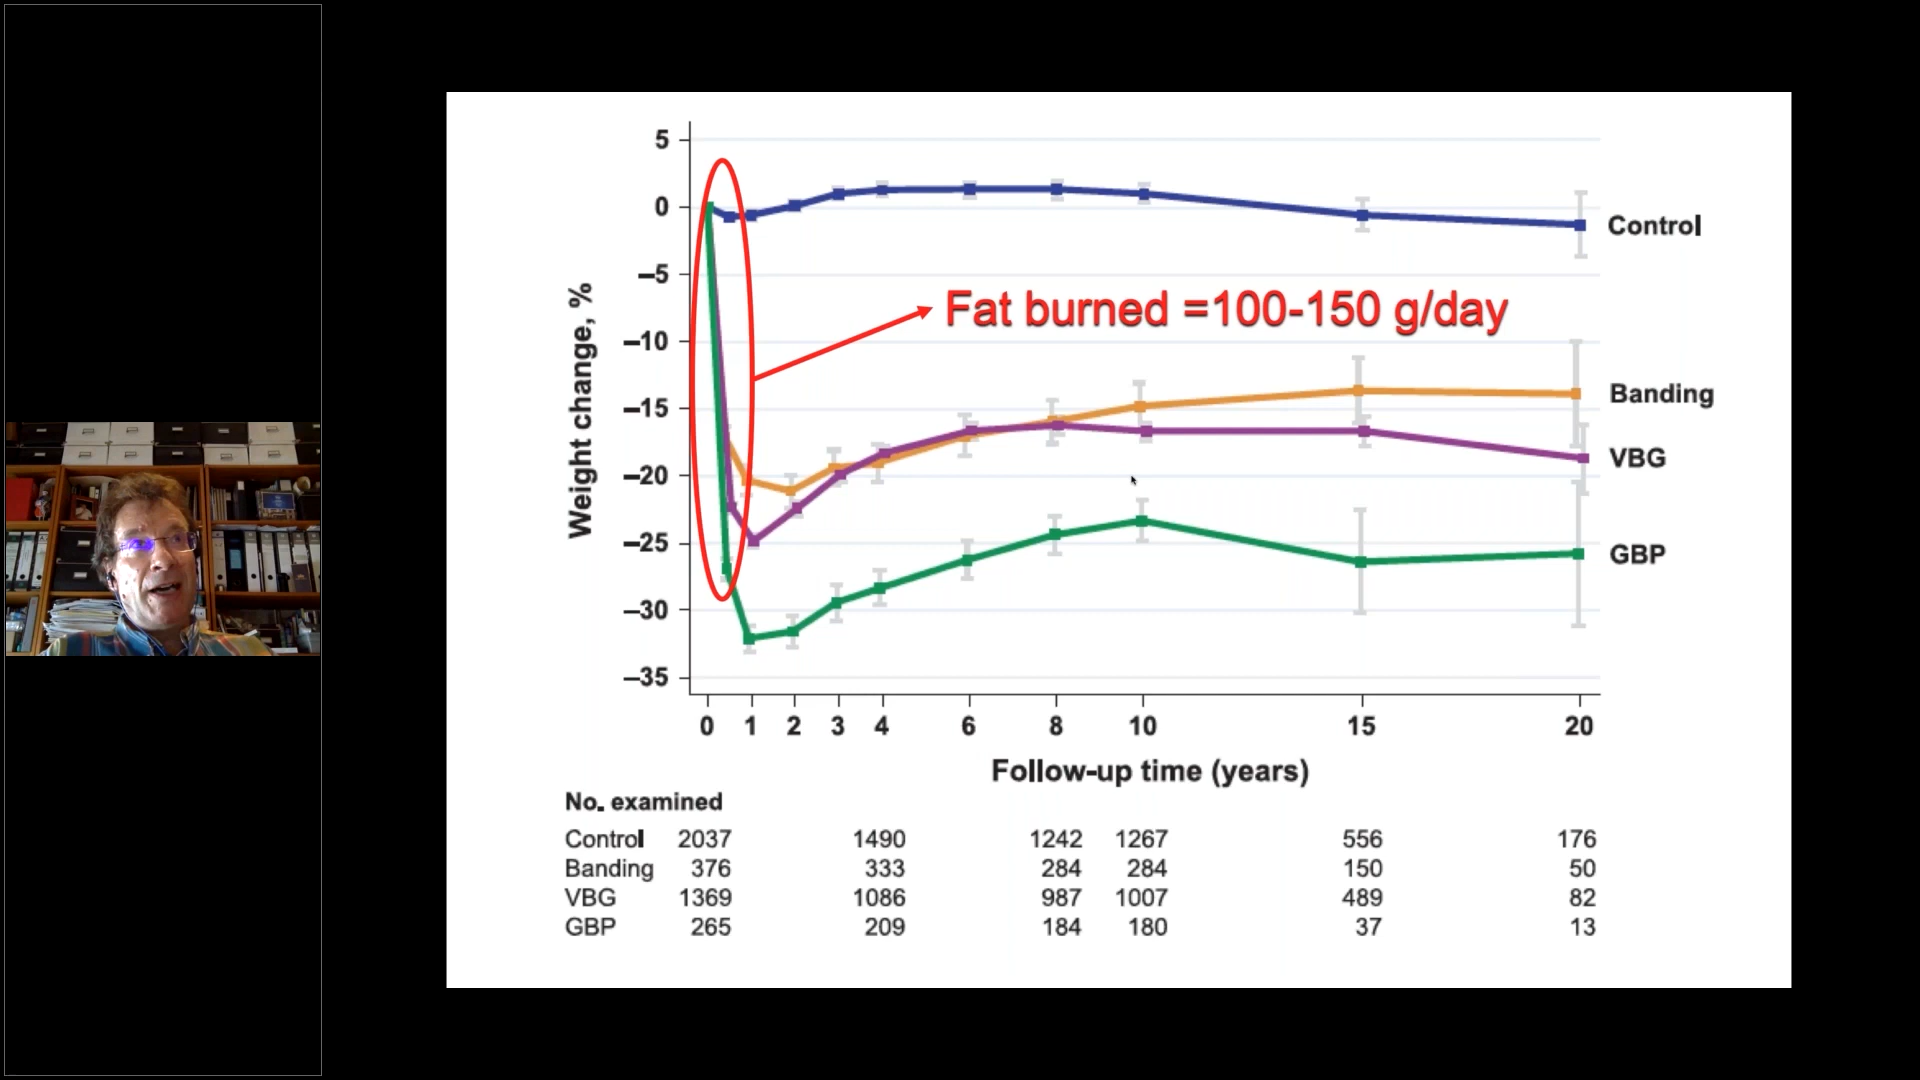 5
0
–5
–10
–15
–20
–25
–30
–35
Weight change, %
Fat burned =100-150 g/day
Control
Banding
VBG
GBP
0 1 2 3 4 6 8 10 15 20
Follow-up time (years)
No. examined
Control 2037 1490 1242 1267 556 176
Banding 376 333 284 284 150 50
VBG 1369 1086 987 1007 489 82
GBP 265 209 184 180 37 13